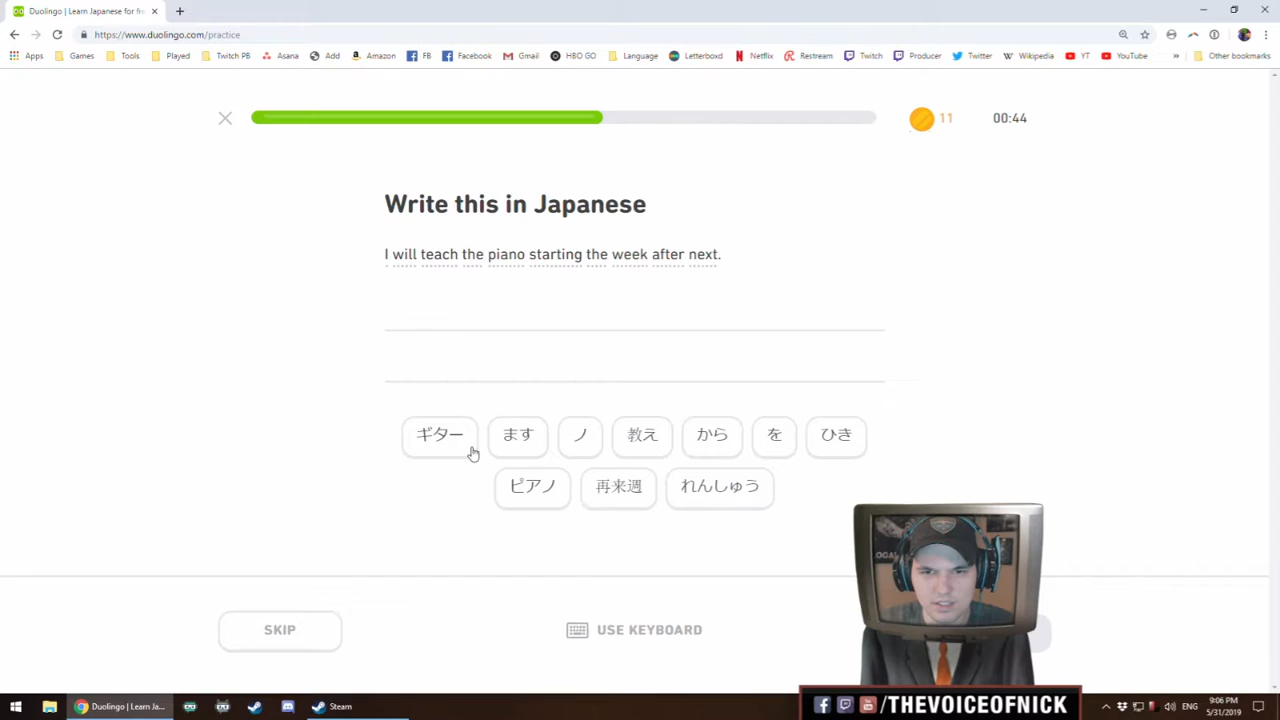 Duolingo | Learn Japanese for fr
https://www.duolingo.com/practice
Apps Games Tools Played Twitch PB Asana Add Amazon FB Facebook Gmail HBO GO Language Letterboxd Netflix Restream Twitch Producer Twitter Wikipedia YT YouTube » Other bookmarks
11 00:44
Write this in Japanese
I will teach the piano starting the week after next.
ギター ます ノ 教え から を ひき
ピアノ 再来週 れんしゅう
OGAL
SKIP USE KEYBOARD
/THEVOICEOFNICK
Duolingo | Learn Ja... Steam ENG 9:06 PM
5/31/2019